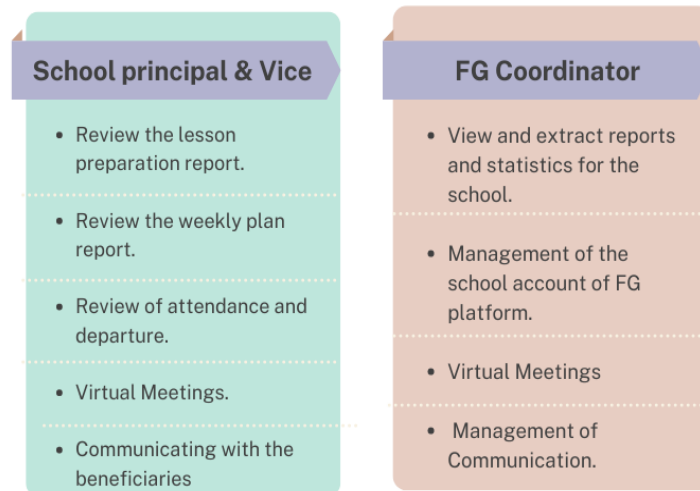 School principal & Vice
• Review the lesson
preparation report.
• Review the weekly plan
report.
• Review of attendance and
departure.
• Virtual Meetings.
• Communicating with the
beneficiaries
FG Coordinator
• View and extract reports
and statistics for the
school.
• Management of the
school account of FG
platform.
• Virtual Meetings
• Management of
Communication.